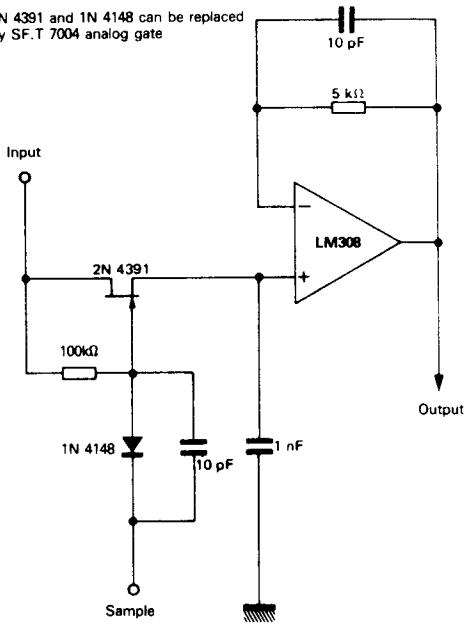 N 4391 and 1N 4148 can be replaced
y SF.T 7004 analog gate
10 pF
5 kΩ
Input
LM308
2N 4391
100kΩ
Output
1N 4148
10 pF
1 nF
Sample